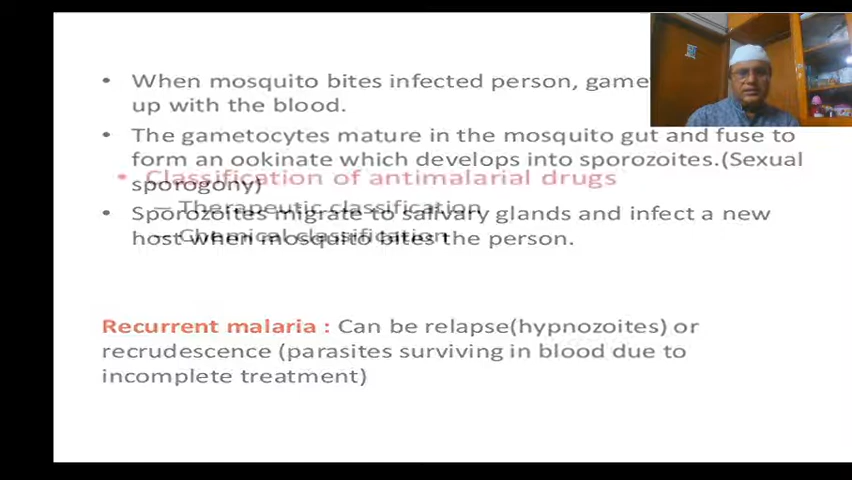 • When mosquito bites infected person,
up with the blood.
• The gametocytes mature in the mosquito gut and fuse to
form an ookinate which develops into sporozoites.(Sexual
sporogony)
• Classification of antimalarial drugs
– Therapeutic classification
• Sporozoites migrate to salivary glands and infect a new
– Chemical classification
host when mosquito bites the person.
Recurrent malaria : Can be relapse(hypnozoites) or
recrudescence (parasites surviving in blood due to
incomplete treatment)